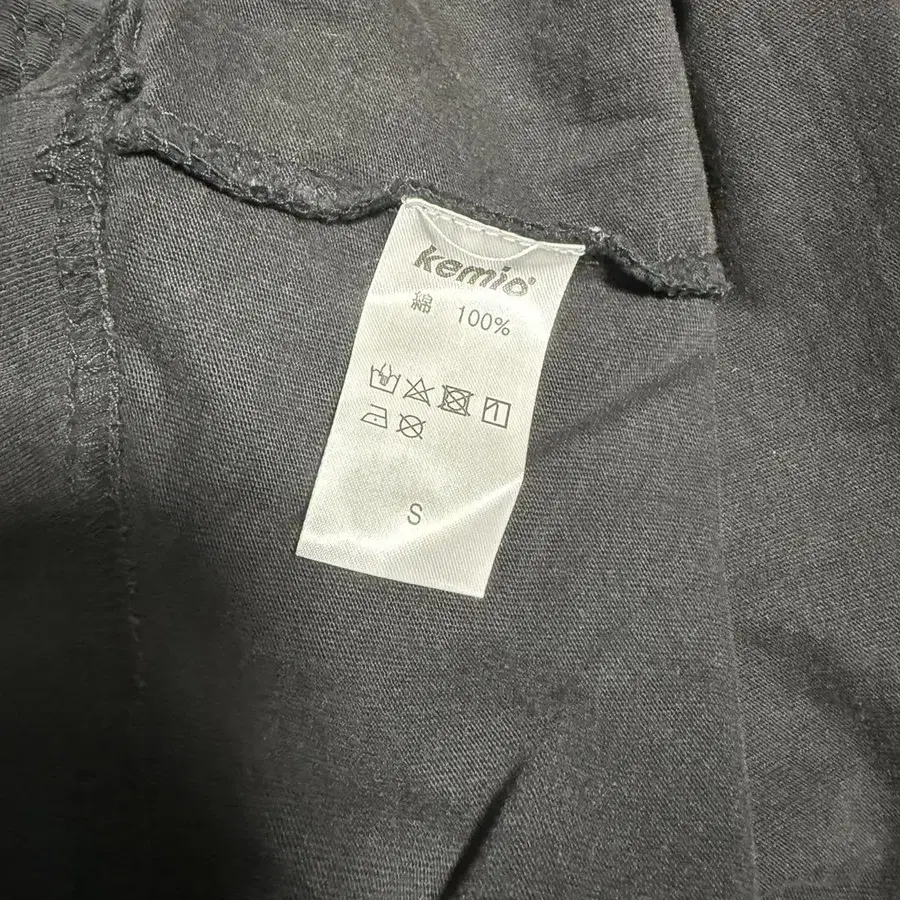 kemio
綿 100%
S